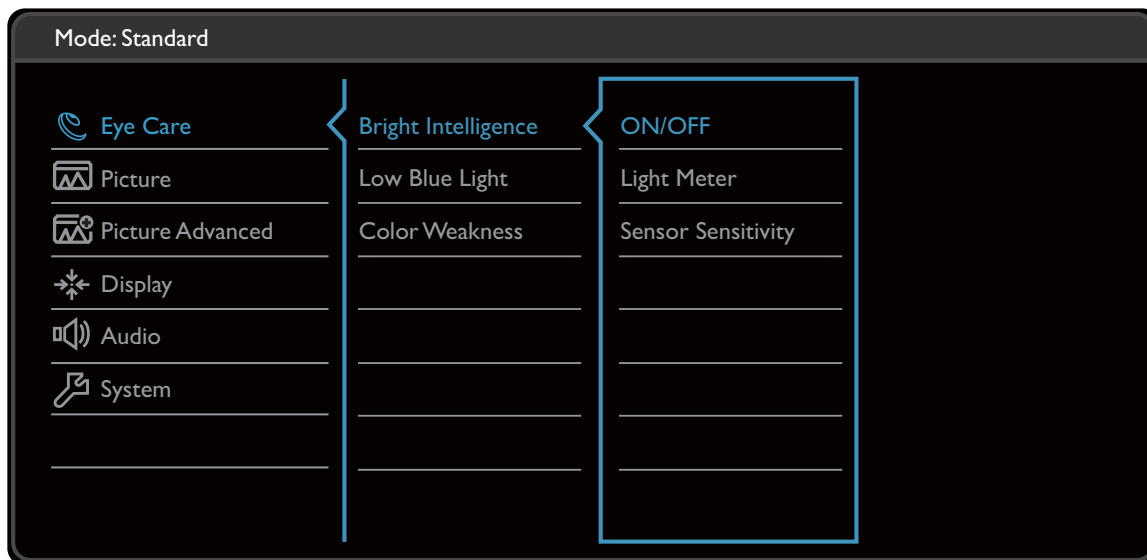 Mode: Standard
Eye Care
Picture
Picture Advanced
Display
Audio
System
Bright Intelligence
Low Blue Light
Color Weakness
ON/OFF
Light Meter
Sensor Sensitivity